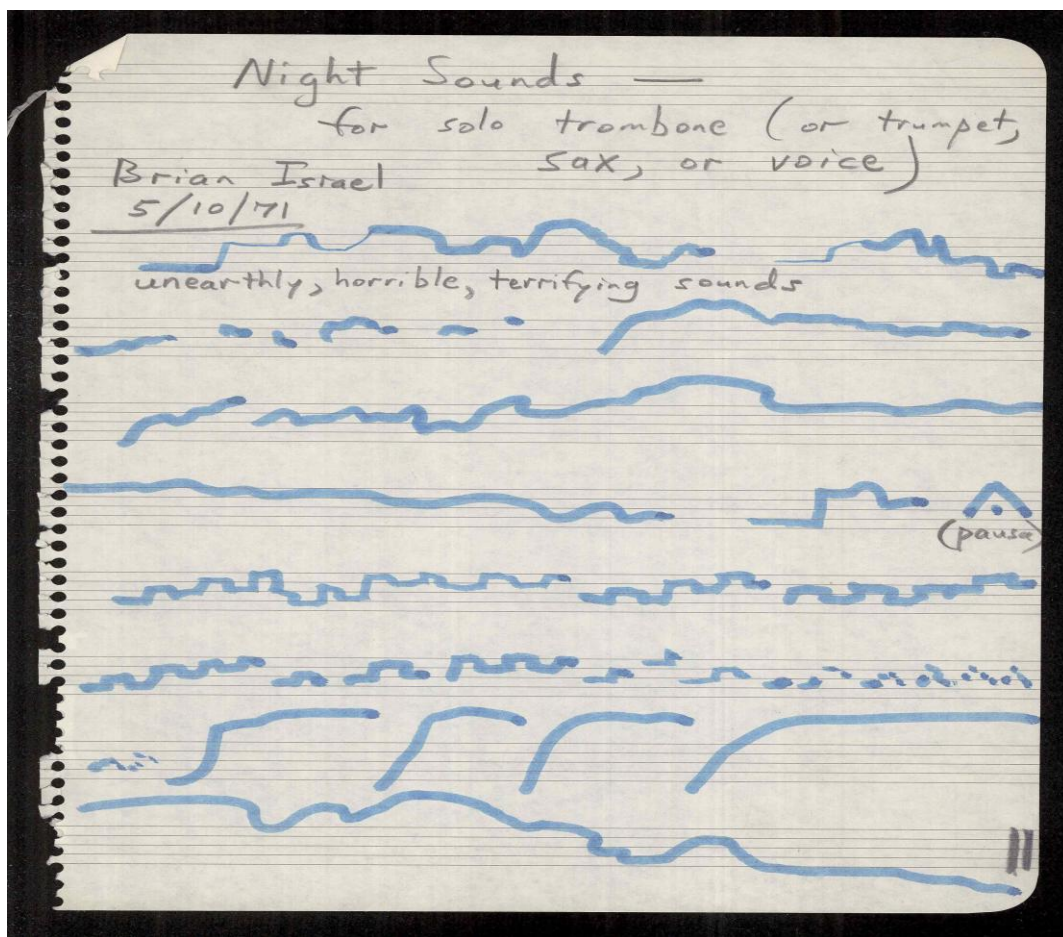 Night Sounds —
for solo trombone (or trumpet,
sax, or voice)
Brian Israel
5/10/71
unearthly, horrible, terrifying sounds
(pausa)